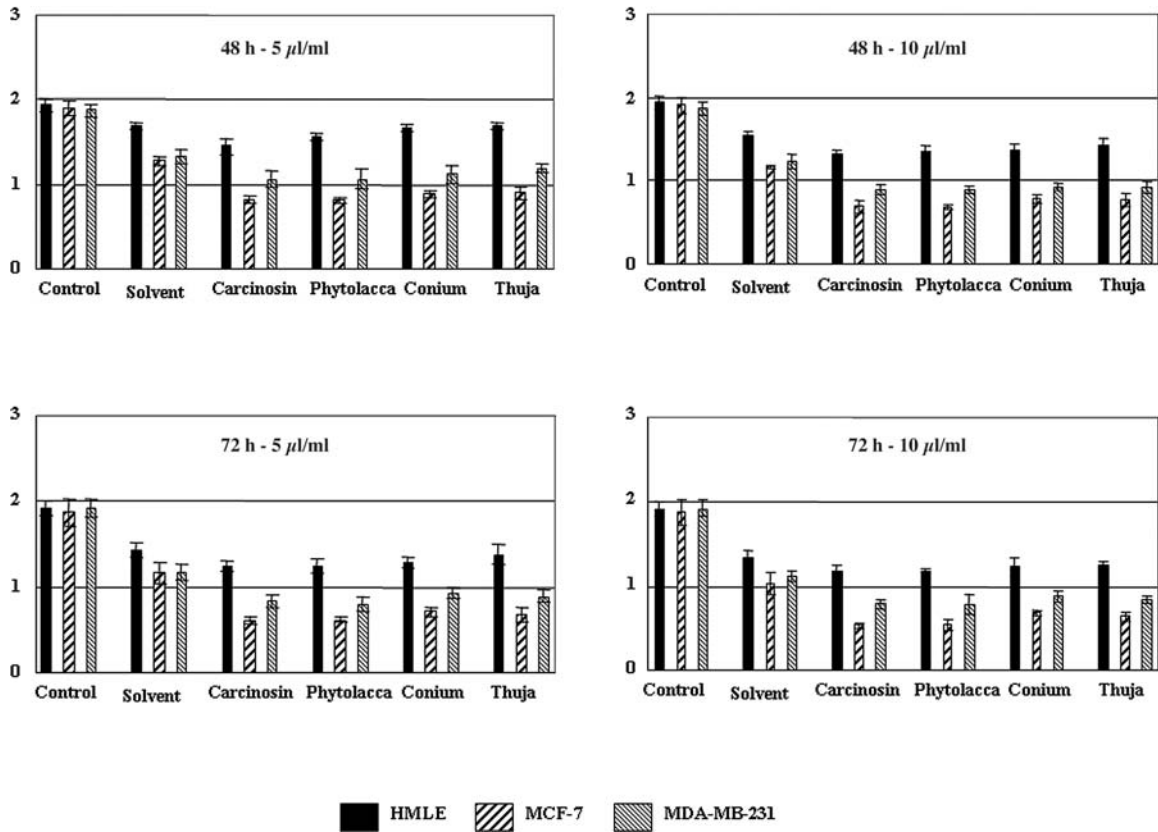 3
48 h - 5 µl/ml
2
1
0
Control Solvent Carcinosin Phytolacca Conium Thuja
3
48 h - 10 µl/ml
2
1
0
Control Solvent Carcinosin Phytolacca Conium Thuja
3
72 h - 5 µl/ml
2
1
0
Control Solvent Carcinosin Phytolacca Conium Thuja
3
72 h - 10 µl/ml
2
1
0
Control Solvent Carcinosin Phytolacca Conium Thuja
HMLE MCF-7 MDA-MB-231